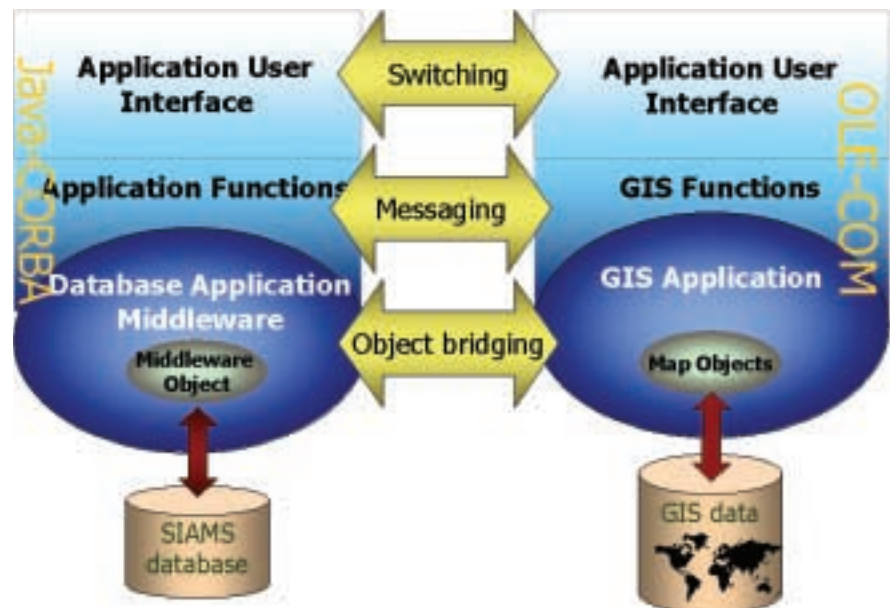 Java-CORBA
Application User
Interface
Switching
Application User
Interface
OLE-COM
Application Functions
Messaging
GIS Functions
Database Application
Middleware
Object bridging
GIS Application
Middleware
Object
Map Objects
SIAMS
database
GIS data